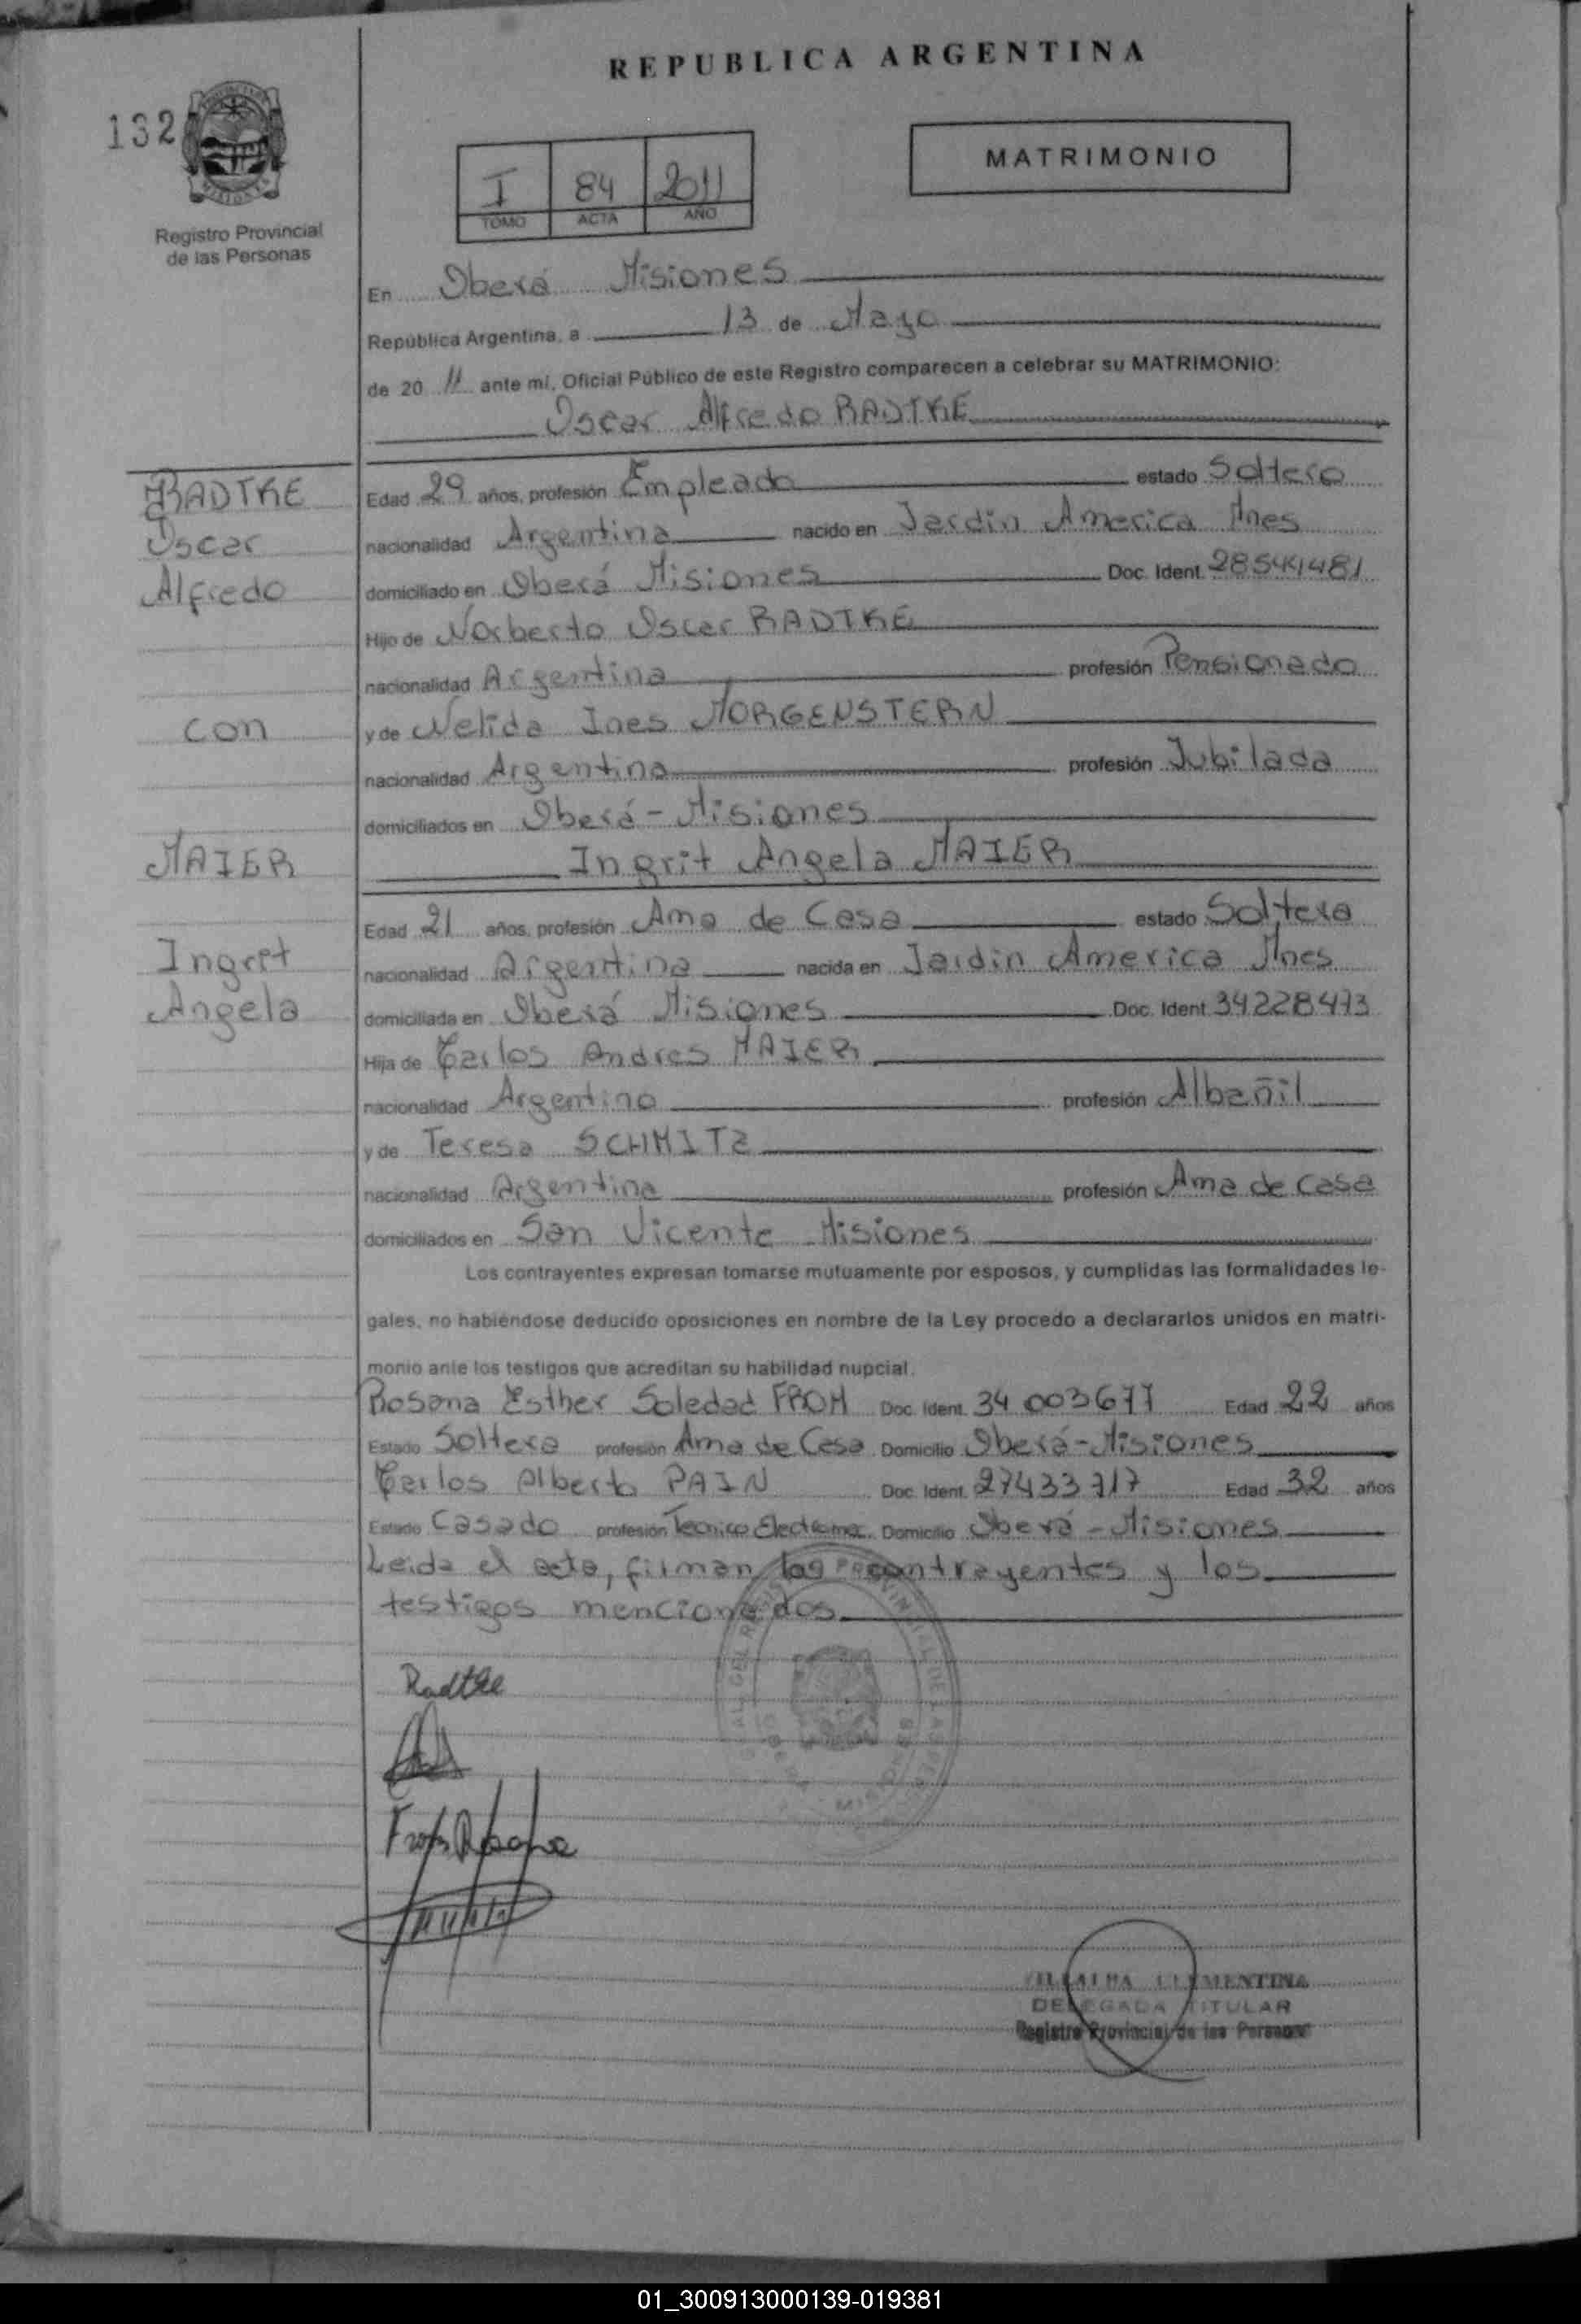 REPUBLICA ARGENTINA
132
MATRIMONIO
I 84 2011
TOMO ACTA AÑO
Registro Provincial
de las Personas
En Oberá Misiones
República Argentina, a 13 de Mayo
de 2011 ante mi, Oficial Público de este Registro comparecen a celebrar su MATRIMONIO:
Oscar Alfredo RADTKE
RADTKE
Oscar
Alfredo
con
MAIER
Ingrit
Angela
Edad 29 años, profesión Empleado estado Soltero
nacionalidad Argentina nacido en Jardin America Mnes
domiciliado en Oberá Misiones Doc. Ident. 28541481
Hijo de Norberto Oscar RADTKE
nacionalidad Argentina profesión Pensionado
y de Nelida Ines MORGENSTERN
nacionalidad Argentina profesión Jubilada
domiciliados en Oberá - Misiones
Ingrit Angela MAIER
Edad 21 años, profesión Ama de Casa estado Soltera
nacionalidad Argentina nacida en Jardin America Mnes
domiciliada en Oberá Misiones Doc. Ident. 34228473
Hija de Carlos Andres MAIER
nacionalidad Argentino profesión Albañil
y de Teresa SCHMITZ
nacionalidad Argentina profesión Ama de Casa
domiciliados en San Vicente Misiones
Los contrayentes expresan tomarse mutuamente por esposos, y cumplidas las formalidades le-
gales, no habiéndose deducido oposiciones en nombre de la Ley procedo a declararlos unidos en matri-
monio ante los testigos que acreditan su habilidad nupcial.
Rosana Esther Soledad FROM Doc. Ident. 34 003677 Edad 22 años
Estado Soltera profesión Ama de Casa Domicilio Oberá - Misiones
Carlos Alberto PAIN Doc. Ident. 27433717 Edad 32 años
Estado Casado profesión Tecnico Domicilio Oberá - Misiones
Leida el acta, firman los contrayentes y los
testigos mencionados
Radtke
CLEMENTINA
DELEGADA TITULAR
Registro Provincial de las Personas
01_300913000139-019381